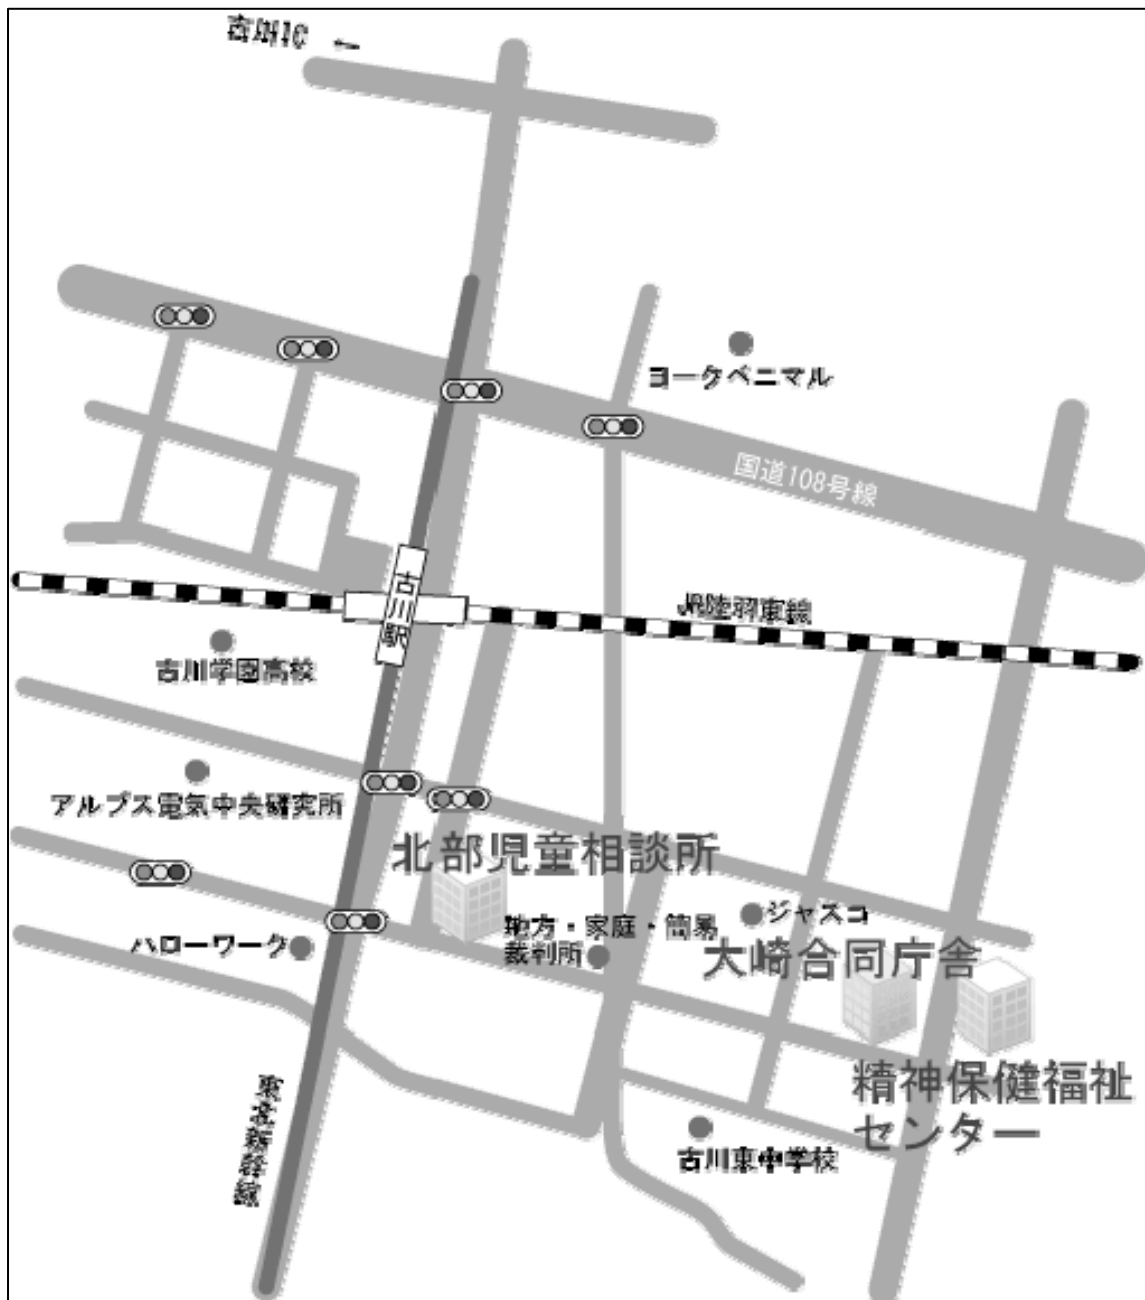 古川IC ←
ヨークベニマル
国道108号線
古川駅
JR陸羽東線
古川学園高校
アルプス電気中央研究所
北部児童相談所
ジャスコ
地方・家庭・簡易
裁判所
ハローワーク
大崎合同庁舎
精神保健福祉
センター
東北新幹線
古川東中学校